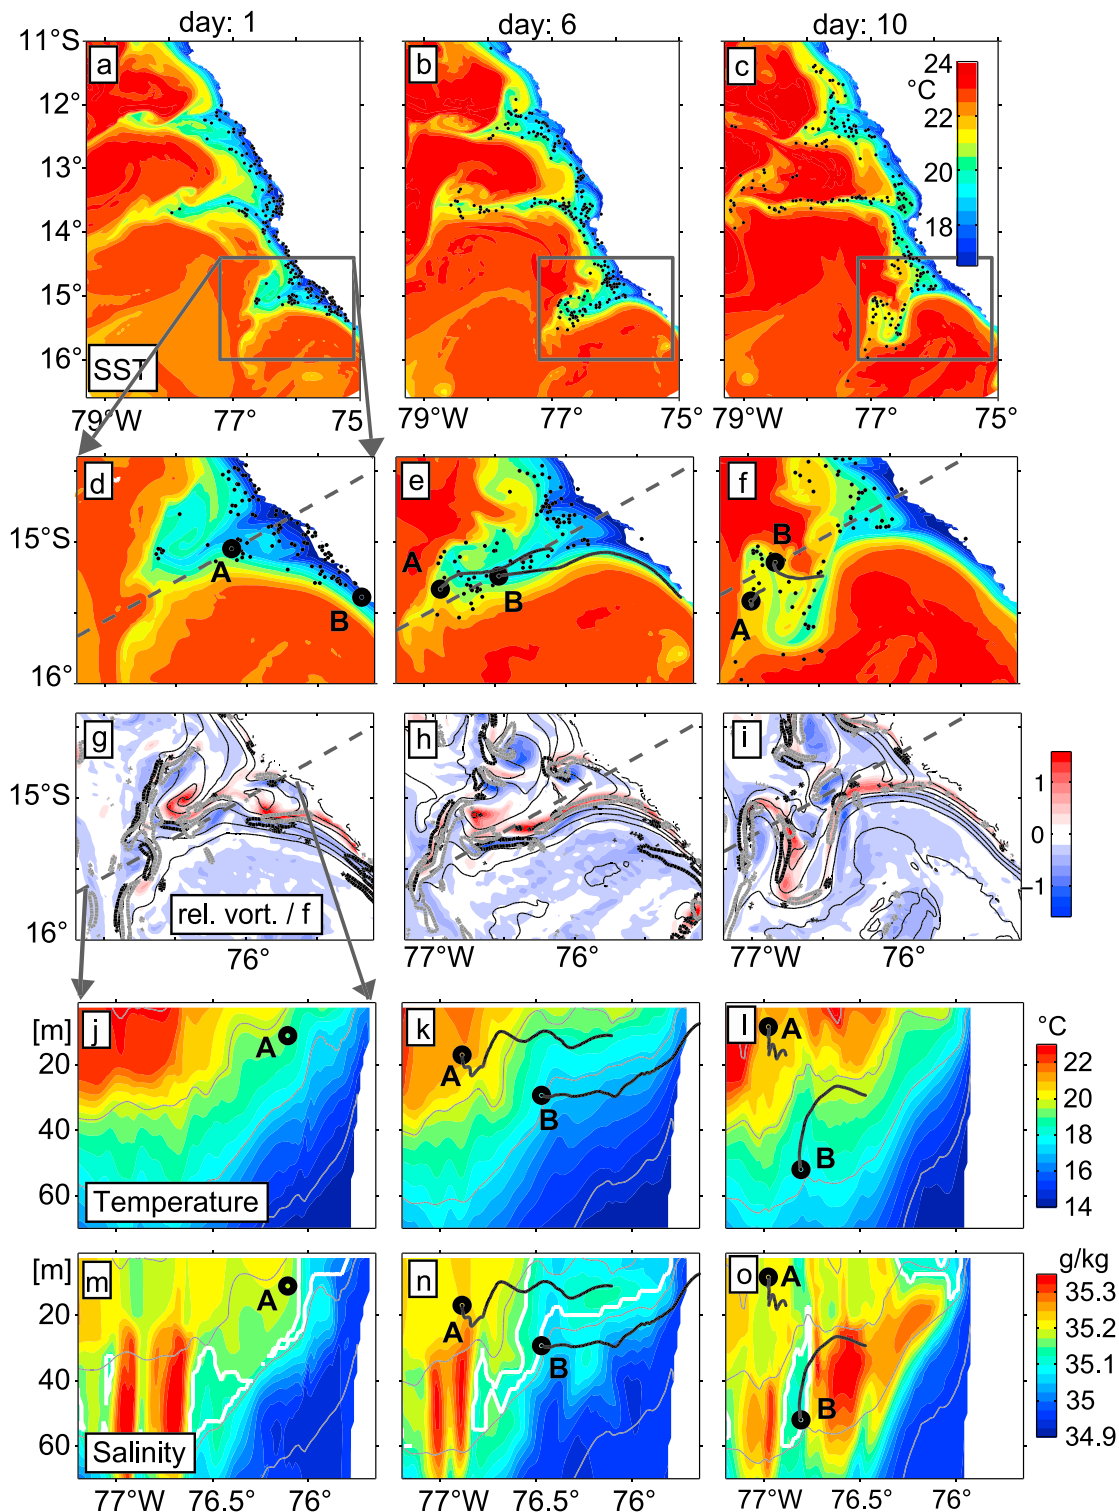 day: 1 day: 6 day: 10
11°S a b c 24
°C
12° 22
13° 20
14° 18
15°
16° SST
79°W 77° 75° 79°W 77° 75° 79°W 77° 75°
d e f
15°S A B A B B A
16°
g h i
15°S 1
0
−1
rel. vort. / f
16°
76° 77°W 76° 77°W 76°
[m] j A k A B l A B °C
20 22
40 20
60 18
Temperature 16
14
[m] m A n A B o A B g/kg
20 35.3
40 35.2
60 35.1
Salinity 35
34.9
77°W 76.5° 76° 77°W 76.5° 76° 77°W 76.5° 76°